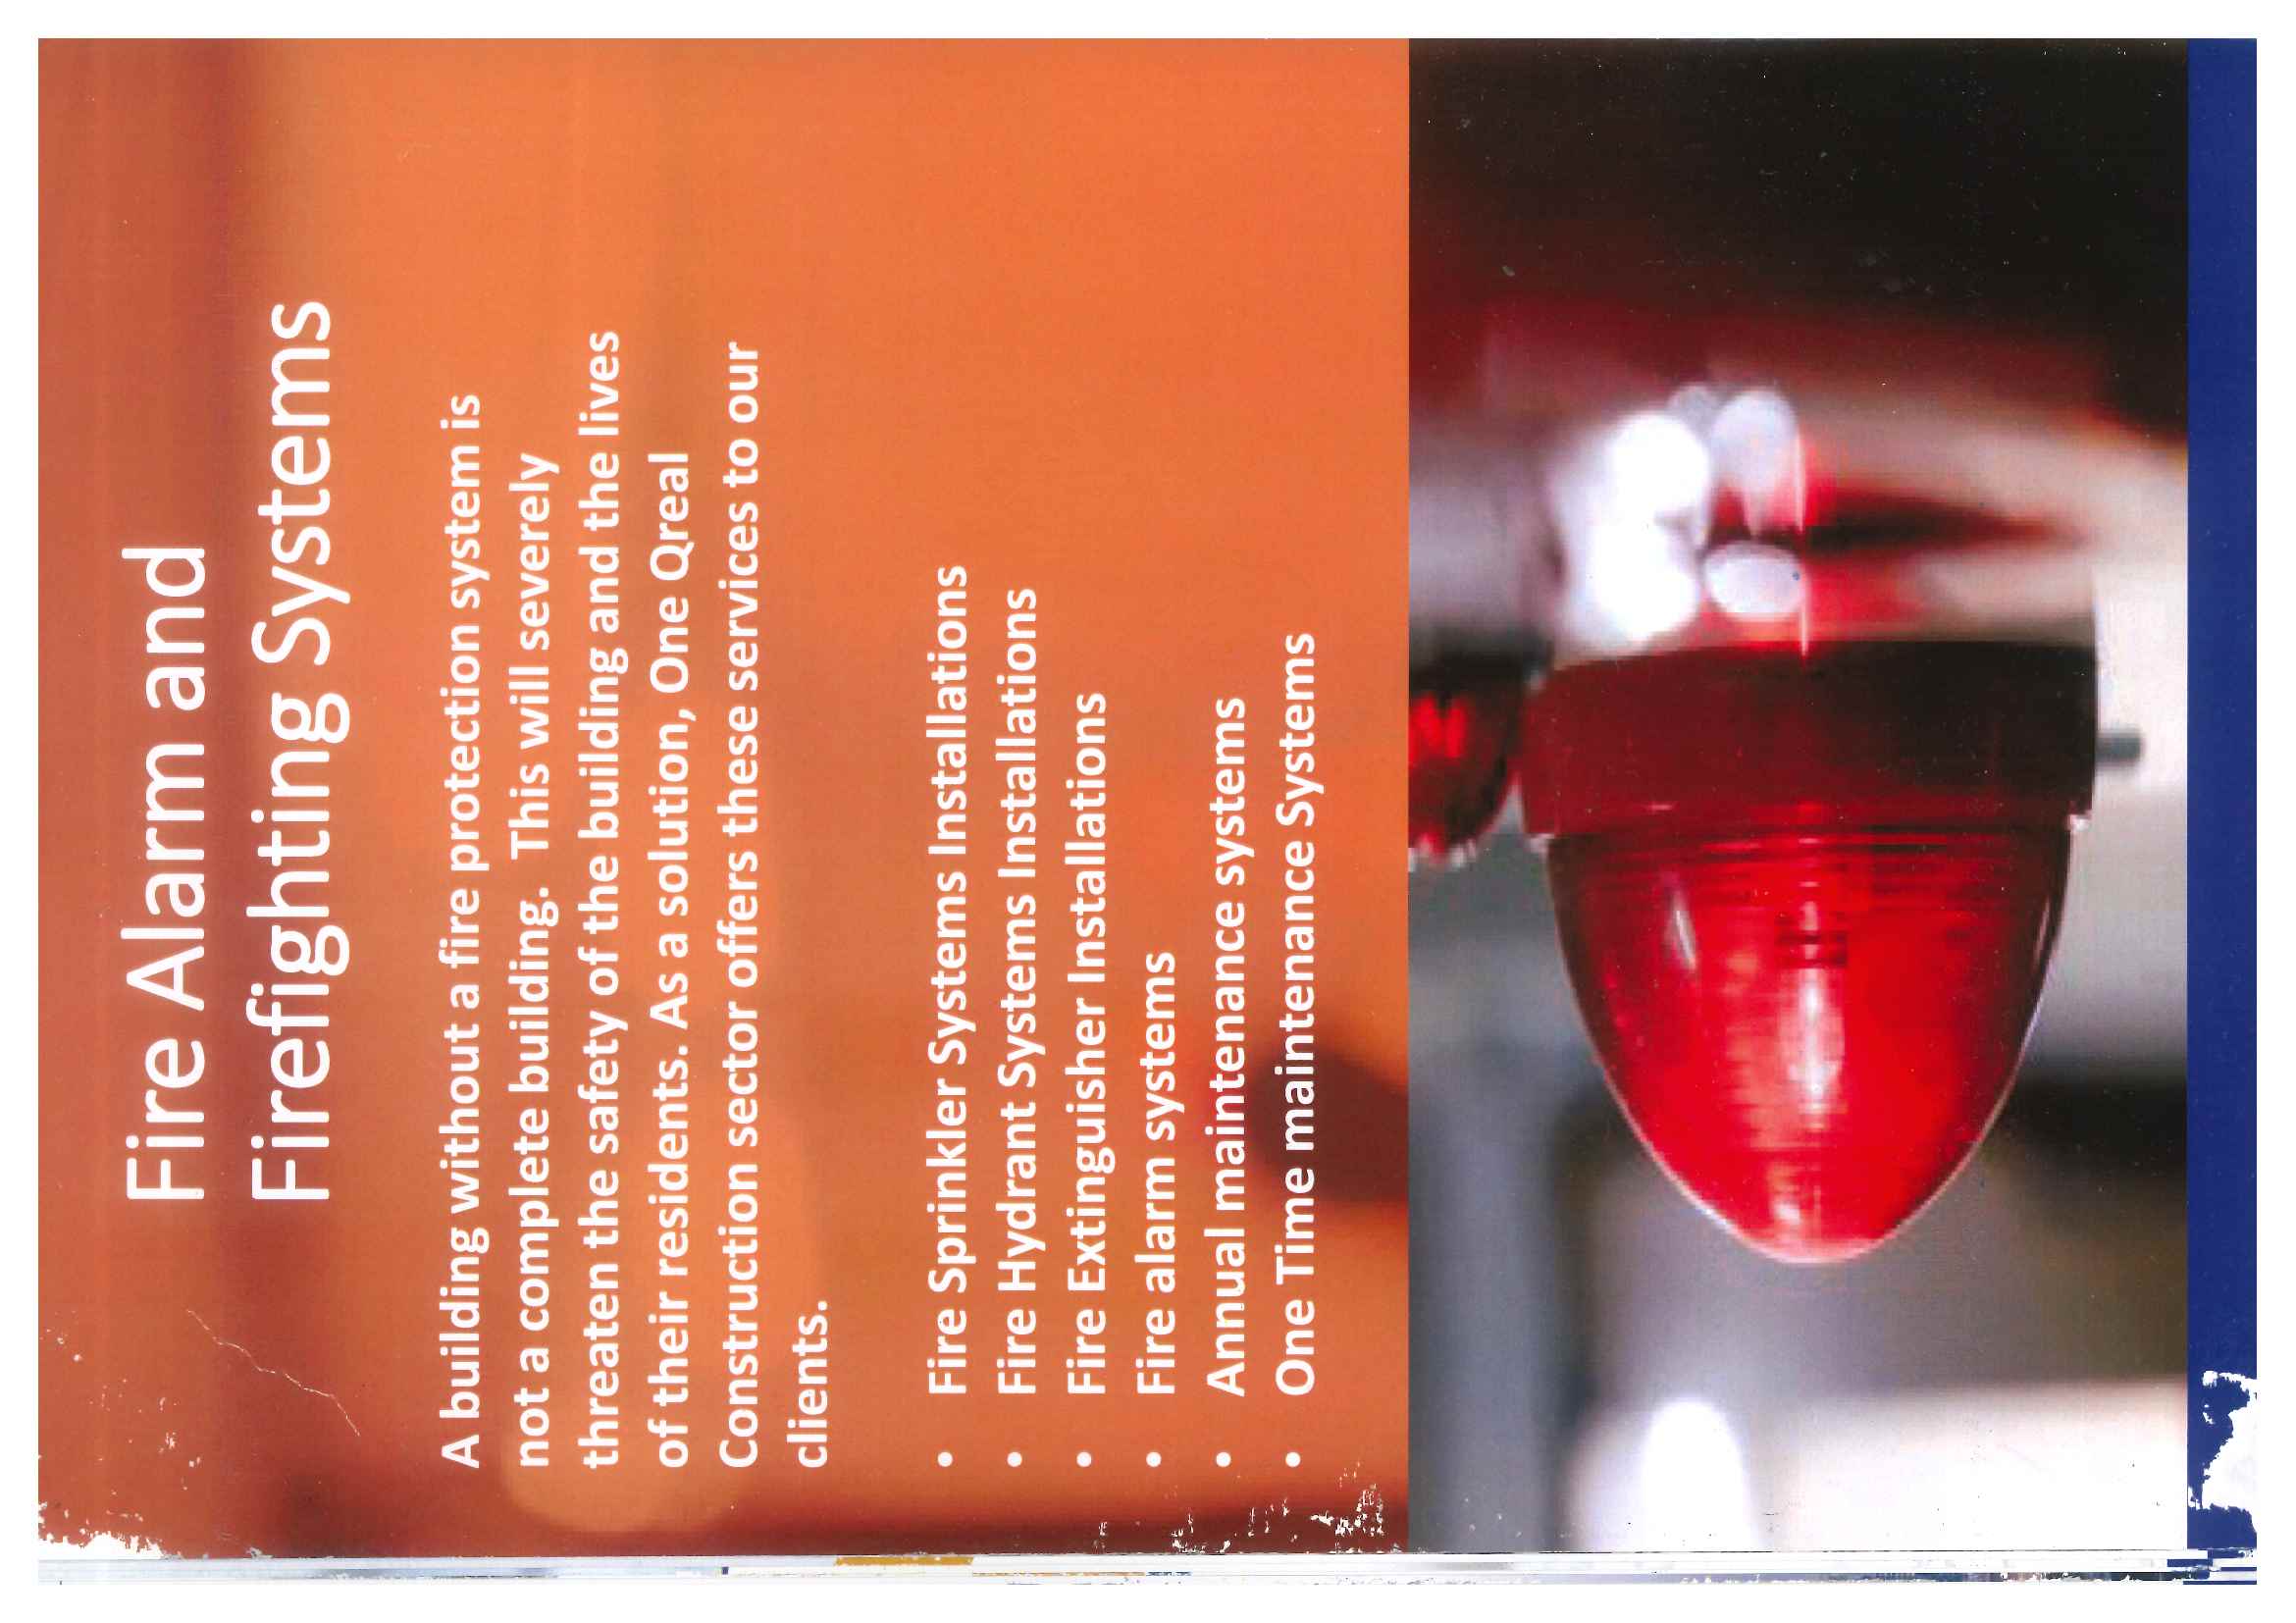 Fire Alarm and
Firefighting Systems
A building without a fire protection system is
not a complete building.  This will severely
threaten the safety of the building and the lives
of their residents. As a solution, One Qreal
Construction sector offers these services to our
clients.
• Fire Sprinkler Systems Installations
• Fire Hydrant Systems Installations
• Fire Extinguisher Installations
• Fire alarm systems
• Annual maintenance systems
• One Time maintenance Systems